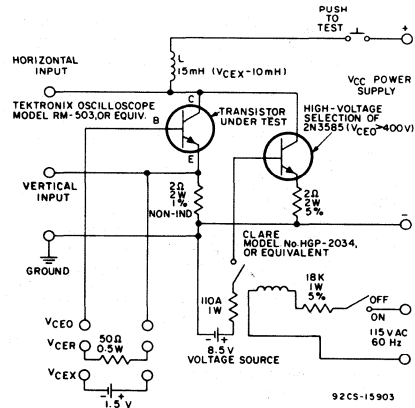 PUSH
TO
TEST
+
HORIZONTAL
INPUT
L
15mH (VCEX-10mH)
VCC POWER
SUPPLY
TEKTRONIX OSCILLOSCOPE
MODEL RM-503, OR EQUIV.
C
B
E
TRANSISTOR
UNDER TEST
HIGH-VOLTAGE
SELECTION OF
2N3585 (VCEO>400V)
VERTICAL
INPUT
2Ω
2W
1%
NON-IND
2Ω
2W
5%
-
GROUND
CLARE
MODEL No. HGP-2034,
OR EQUIVALENT
18K
1W
5%
OFF
ON
110A
1W
115VAC
60 Hz
- +
8.5V
VOLTAGE SOURCE
VCEO
VCER
50Ω
0.5W
VCEX
- +
1.5 V
92CS-15903